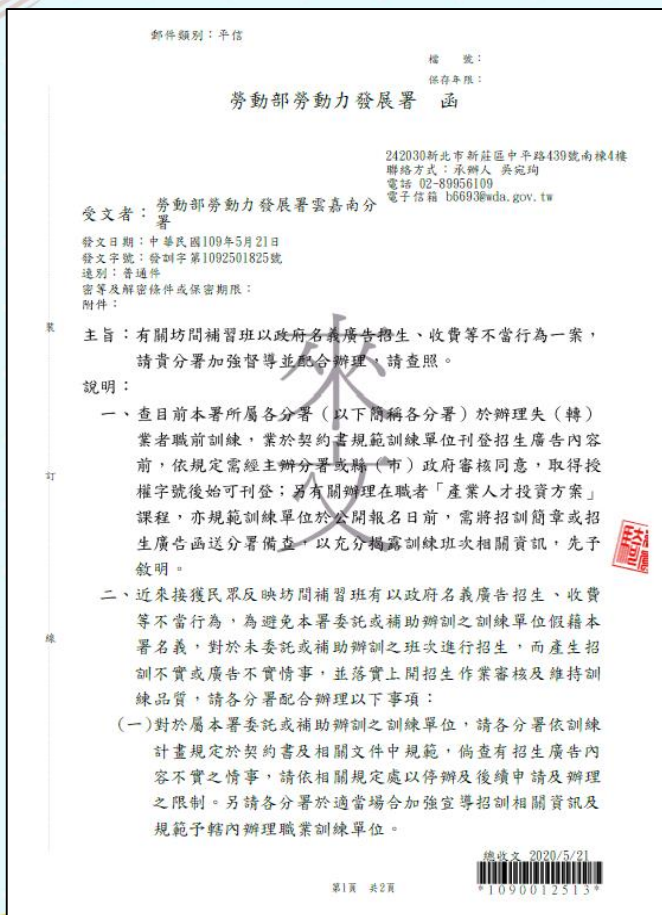 郵件類別：平信
檔　號：
保存年限：
勞動部勞動力發展署　函
242030新北市新莊區中平路439號南棟4樓
聯絡方式：承辦人 吳宛玽
電話 02-89956109
電子信箱 b6693@wda.gov.tw
受文者：勞動部勞動力發展署雲嘉南分
署
發文日期：中華民國109年5月21日
發文字號：發訓字第1092501825號
速別：普通件
密等及解密條件或保密期限：
附件：
主旨：有關坊間補習班以政府名義廣告招生、收費等不當行為一案，
請貴分署加強督導並配合辦理，請查照。
說明：
一、查目前本署所屬各分署（以下簡稱各分署）於辦理失（轉）
業者職前訓練，業於契約書規範訓練單位刊登招生廣告內容
前，依規定需經主辦分署或縣（市）政府審核同意，取得授
權字號後始可刊登；另有關辦理在職者「產業人才投資方案」
課程，亦規範訓練單位於公開報名日前，需將招訓簡章或招
生廣告函送分署備查，以充分揭露訓練班次相關資訊，先予
敘明。
二、近來接獲民眾反映坊間補習班有以政府名義廣告招生、收費
等不當行為，為避免本署委託或補助辦訓之訓練單位假藉本
署名義，對於未委託或補助辦訓之班次進行招生，而產生招
訓不實或廣告不實情事，並落實上開招生作業審核及維持訓
練品質，請各分署配合辦理以下事項：
(一)對於屬本署委託或補助辦訓之訓練單位，請各分署依訓練
計畫規定於契約書及相關文件中規範，倘查有招生廣告內
容不實之情事，請依相關規定處以停辦及後續申請及辦理
之限制。另請各分署於適當場合加強宣導招訓相關資訊及
規範予轄內辦理職業訓練單位。
裝
訂
線
來文
總收文 2020/5/21
*1090012513*
第1頁　共2頁